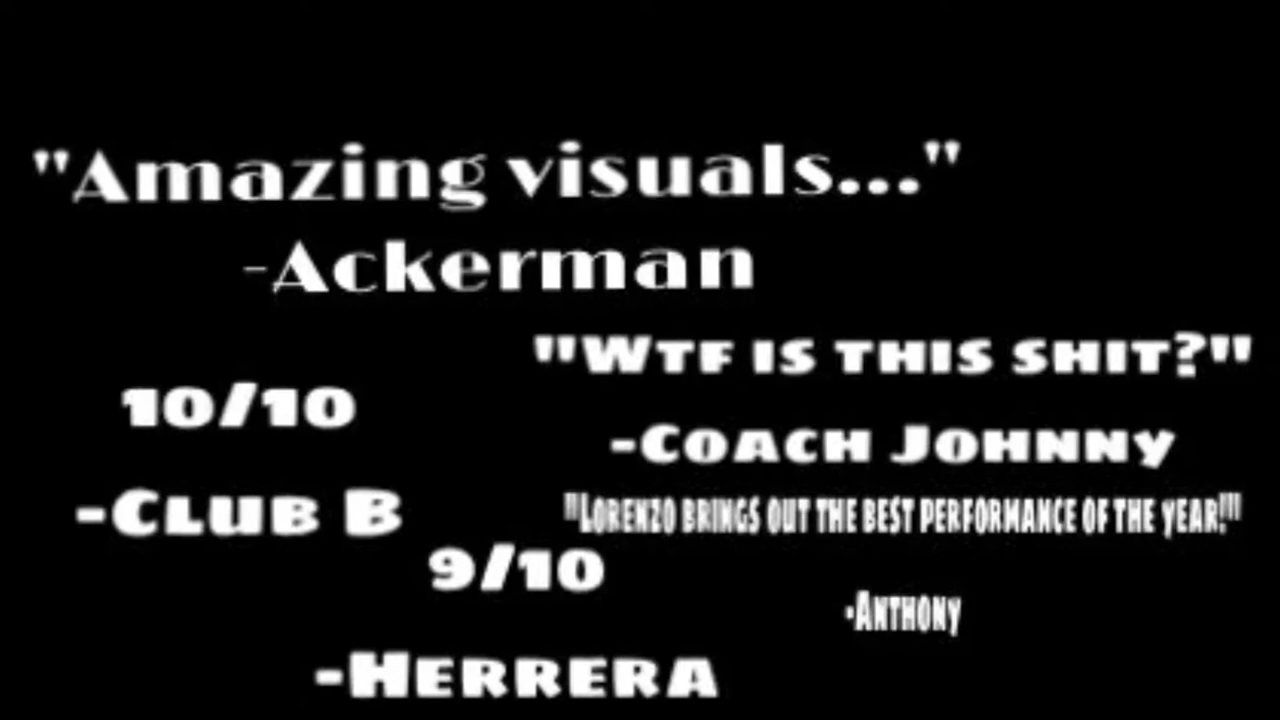 "Amazing visuals..."
-Ackerman
"Wtf is this shit?"
-Coach Johnny
10/10
-Club B
"Lorenzo brings out the best performance of the year!"
-Anthony
9/10
-Herrera